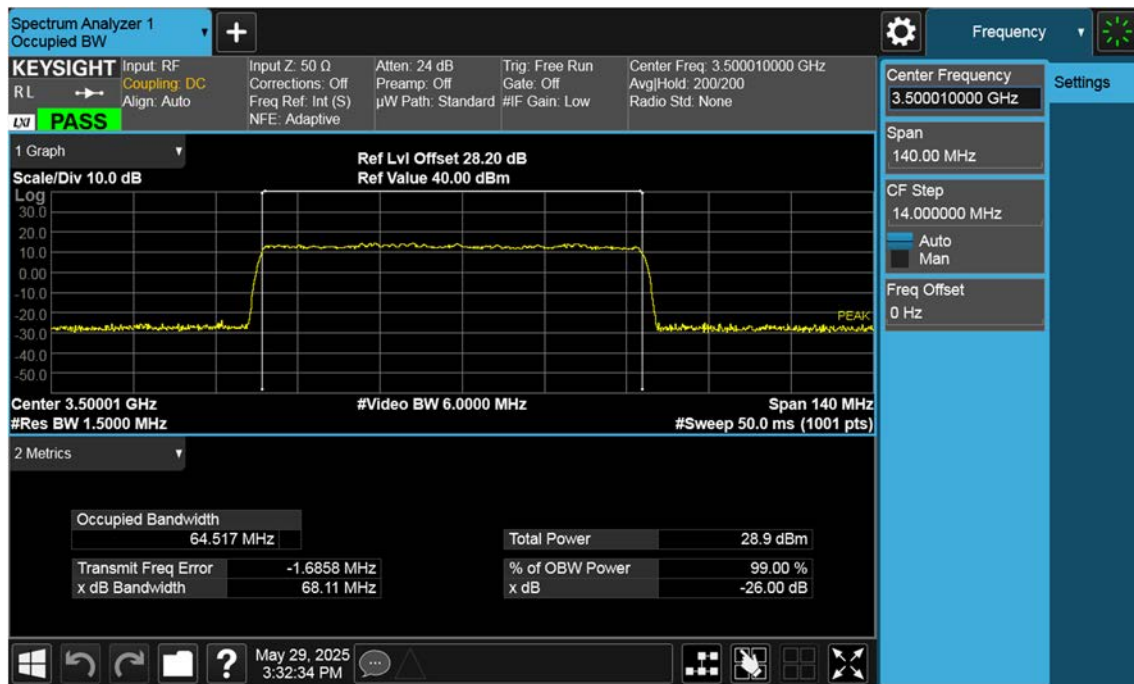 Spectrum Analyzer 1
Occupied BW
+
Frequency
KEYSIGHT
RL
LXI
PASS
Input: RF
Coupling: DC
Align: Auto
Input Z: 50 Ω
Corrections: Off
Freq Ref: Int (S)
NFE: Adaptive
Atten: 24 dB
Preamp: Off
µW Path: Standard
Trig: Free Run
Gate: Off
#IF Gain: Low
Center Freq: 3.500010000 GHz
Avg|Hold: 200/200
Radio Std: None
Center Frequency
3.500010000 GHz
Settings
Span
140.00 MHz
CF Step
14.000000 MHz
Auto
Man
Freq Offset
0 Hz
1 Graph
Scale/Div 10.0 dB
Ref Lvl Offset 28.20 dB
Ref Value 40.00 dBm
Log
30.0
20.0
10.0
0.00
-10.0
-20.0
-30.0
-40.0
-50.0
PEAK
Center 3.50001 GHz
#Res BW 1.5000 MHz
#Video BW 6.0000 MHz
Span 140 MHz
#Sweep 50.0 ms (1001 pts)
2 Metrics
Occupied Bandwidth
64.517 MHz
Transmit Freq Error -1.6858 MHz
x dB Bandwidth 68.11 MHz
Total Power 28.9 dBm
% of OBW Power 99.00 %
x dB -26.00 dB
?
May 29, 2025
3:32:34 PM